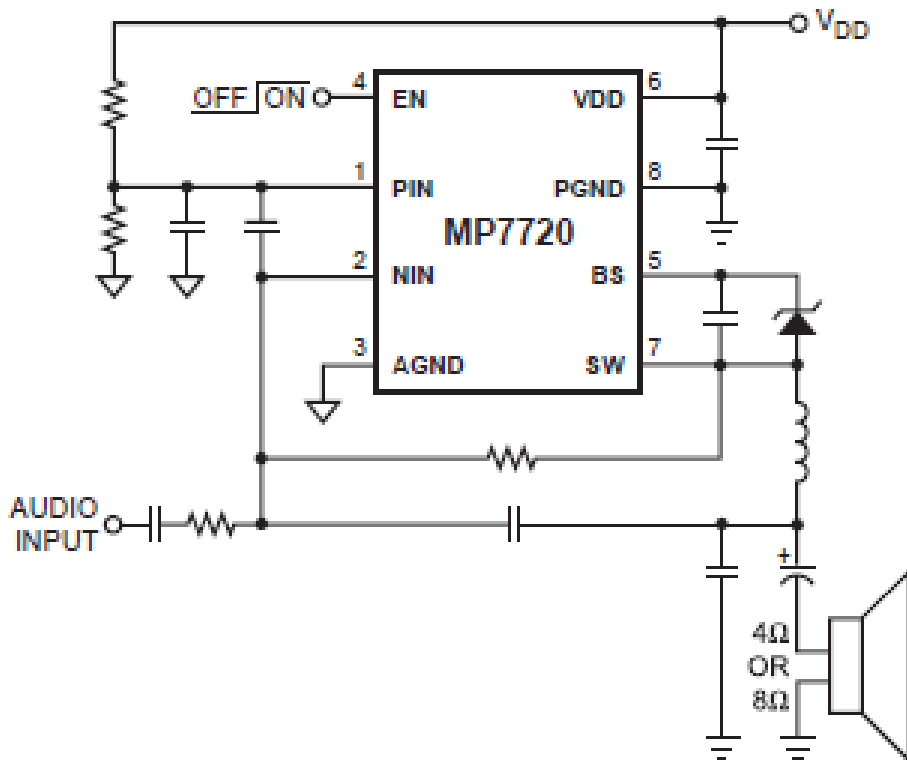 V_DD
OFF ON
4 EN VDD 6
1 PIN PGND 8
MP7720
2 NIN BS 5
3 AGND SW 7
AUDIO
INPUT
+
4Ω
OR
8Ω